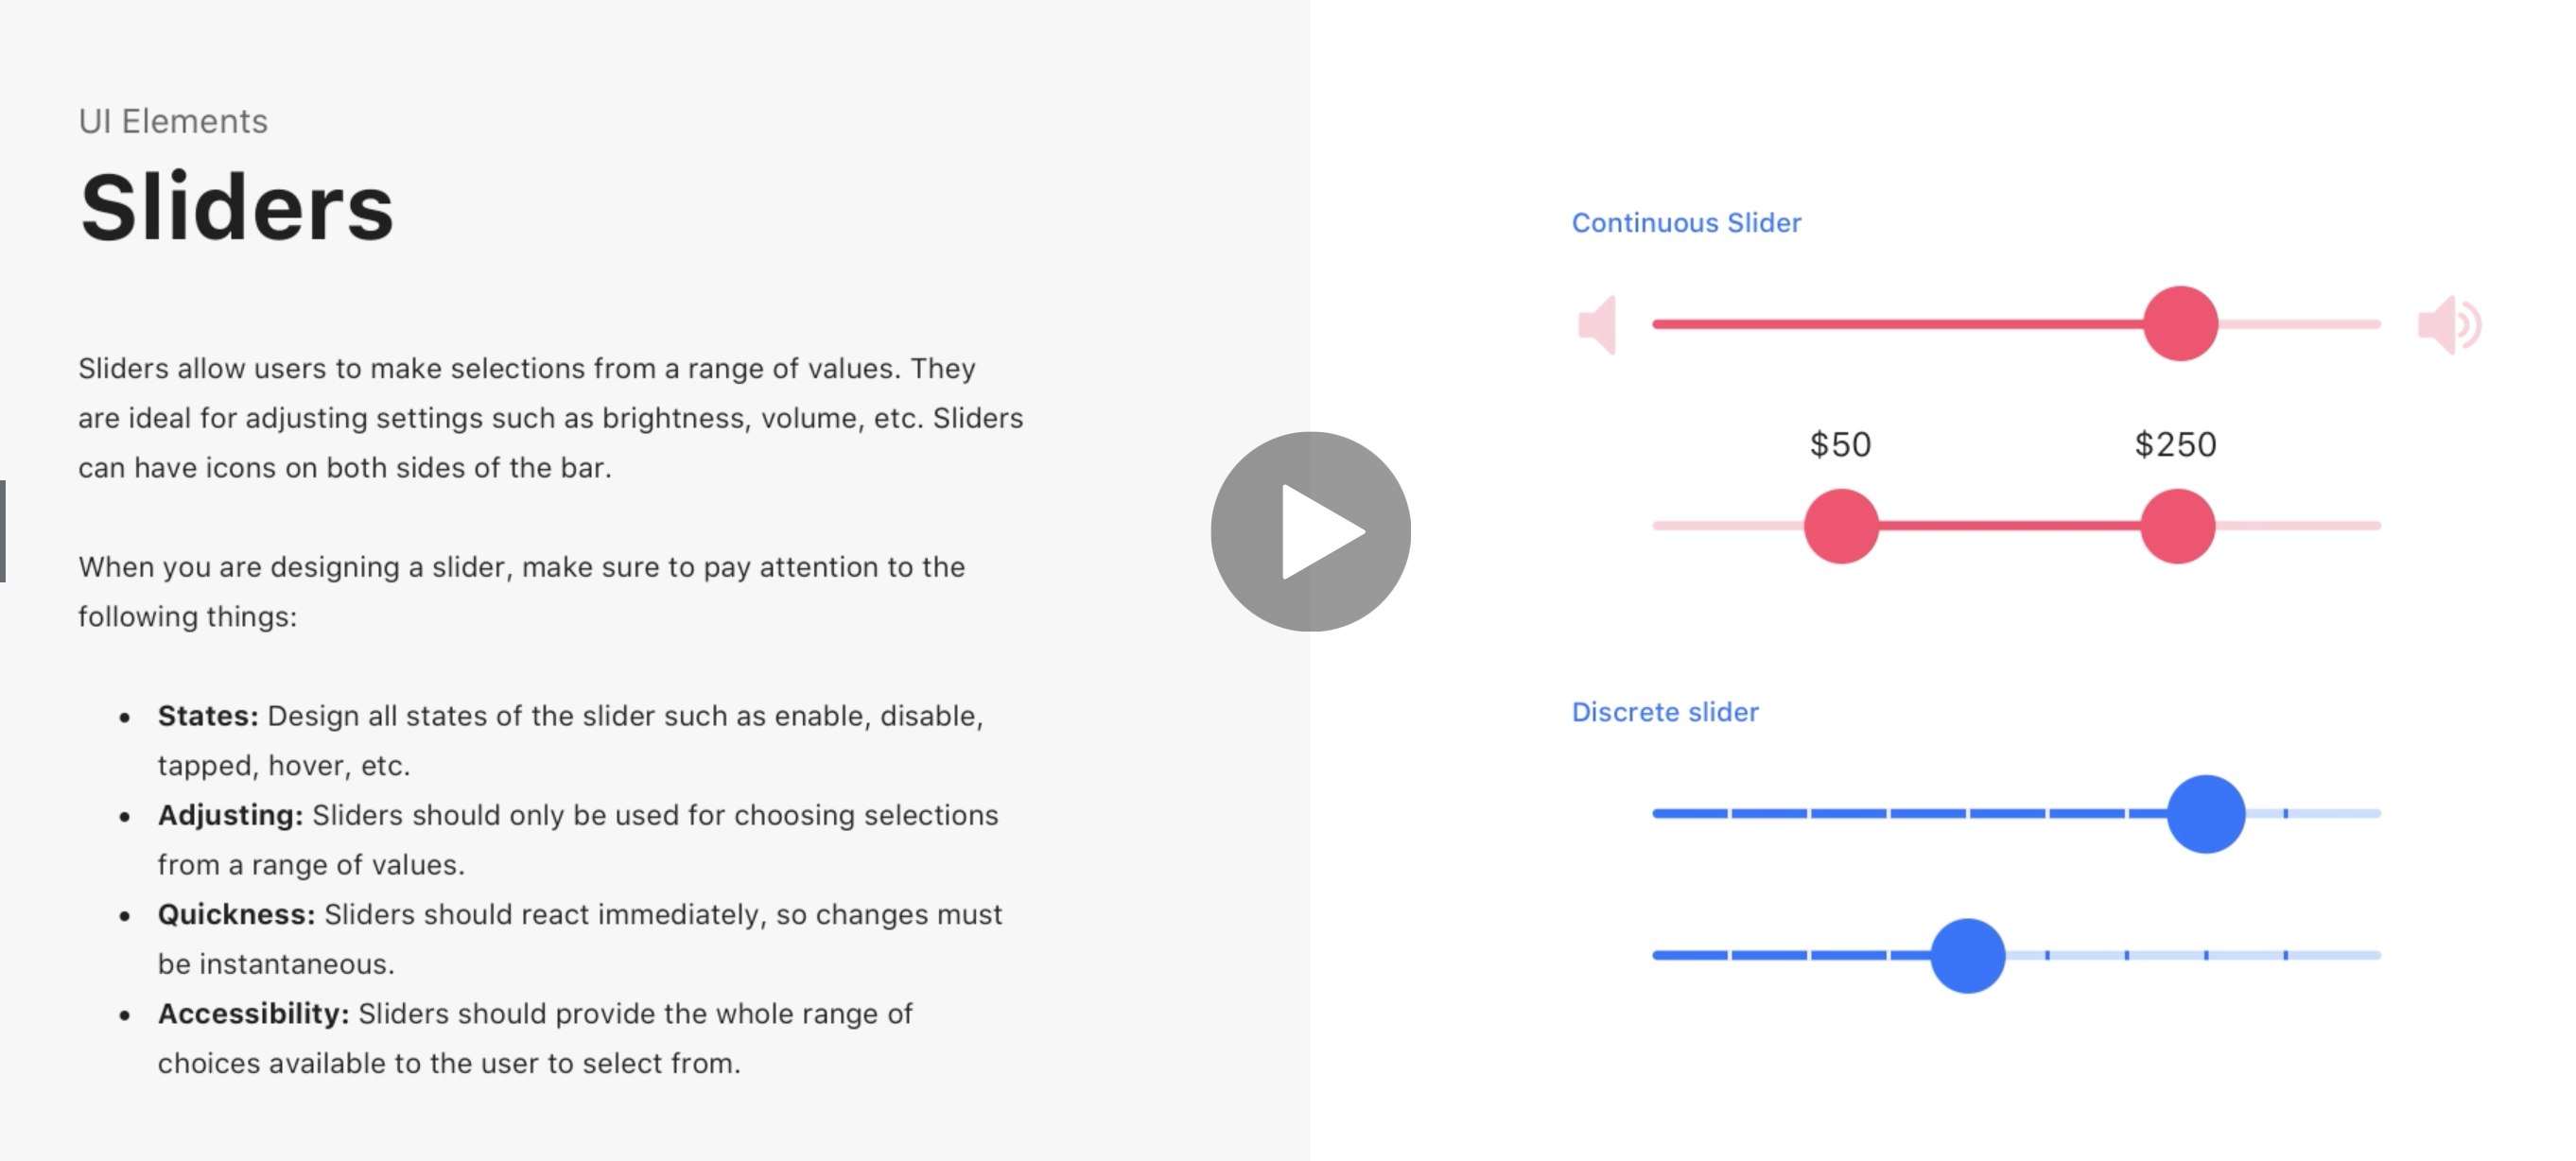 UI Elements
Sliders
Sliders allow users to make selections from a range of values. They
are ideal for adjusting settings such as brightness, volume, etc. Sliders
can have icons on both sides of the bar.
When you are designing a slider, make sure to pay attention to the
following things:
• States: Design all states of the slider such as enable, disable,
tapped, hover, etc.
• Adjusting: Sliders should only be used for choosing selections
from a range of values.
• Quickness: Sliders should react immediately, so changes must
be instantaneous.
• Accessibility: Sliders should provide the whole range of
choices available to the user to select from.
Continuous Slider
$50 $250
Discrete slider